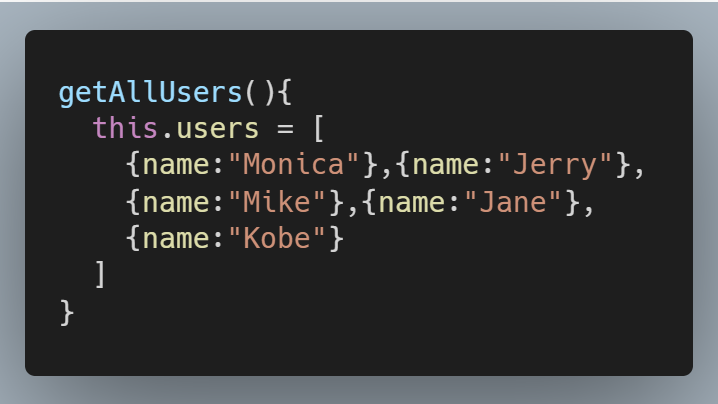 getAllUsers(){
  this.users = [
    {name:"Monica"},{name:"Jerry"},
    {name:"Mike"},{name:"Jane"},
    {name:"Kobe"}
  ]
}